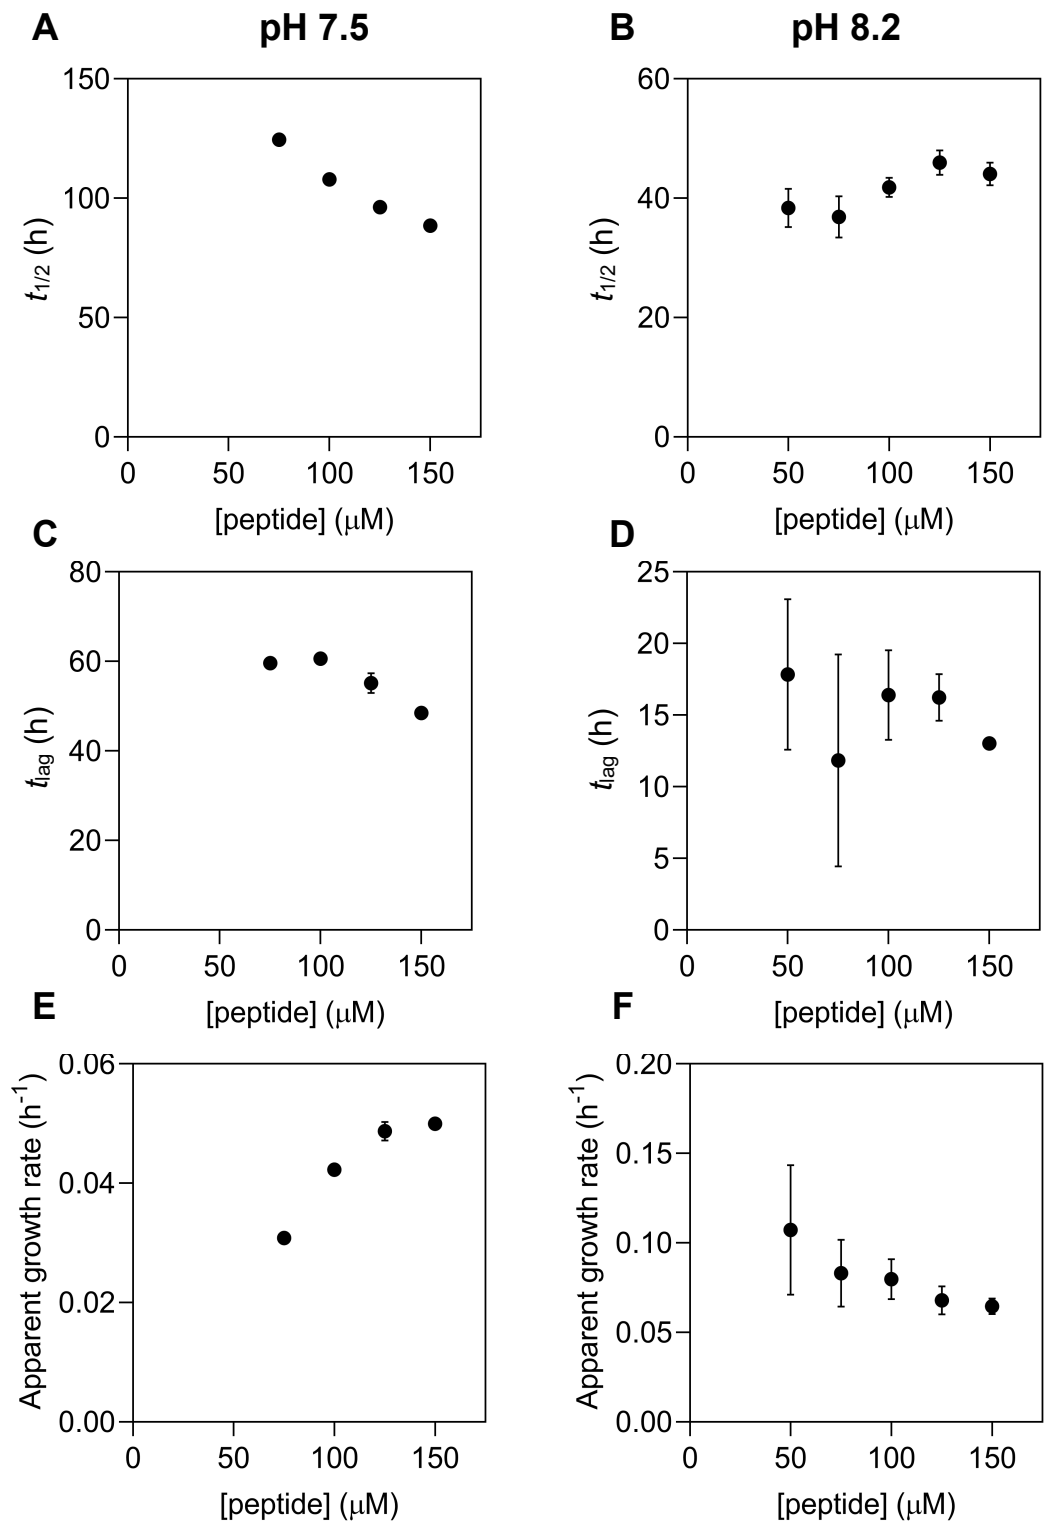 A pH 7.5
150
100
50
0
t1/2 (h)
0 50 100 150
[peptide] (μM)
B pH 8.2
60
40
20
0
t1/2 (h)
0 50 100 150
[peptide] (μM)
C
80
60
40
20
0
tlag (h)
0 50 100 150
[peptide] (μM)
D
25
20
15
10
5
0
tlag (h)
0 50 100 150
[peptide] (μM)
E
0.06
0.04
0.02
0.00
Apparent growth rate (h-1)
0 50 100 150
[peptide] (μM)
F
0.20
0.15
0.10
0.05
0.00
Apparent growth rate (h-1)
0 50 100 150
[peptide] (μM)